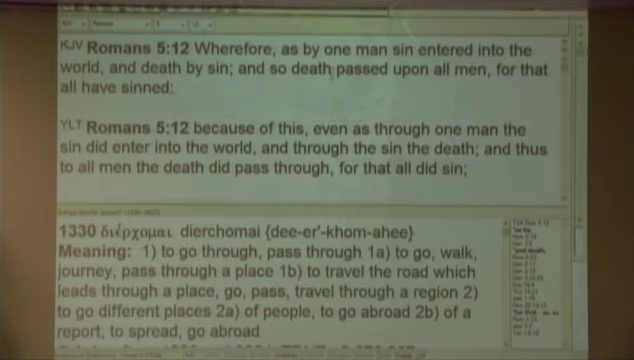 KJV Romans 5:12 Wherefore, as by one man sin entered into the
world, and death by sin; and so death passed upon all men, for that
all have sinned:
YLT Romans 5:12 because of this, even as through one man the
sin did enter into the world, and through the sin the death; and thus
to all men the death did pass through, for that all did sin;
1330 διέρχομαι dierchomai {dee-er'-khom-ahee}
Meaning: 1) to go through, pass through 1a) to go, walk,
journey, pass through a place 1b) to travel the road which
leads through a place, go, pass, travel through a region 2)
to go different places 2a) of people, to go abroad 2b) of a
report, to spread, go abroad